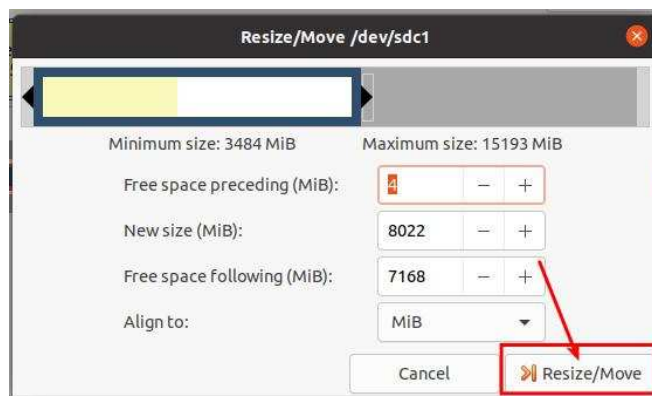 Resize/Move /dev/sdc1
Minimum size: 3484 MiB Maximum size: 15193 MiB
Free space preceding (MiB): 4 − +
New size (MiB): 8022 − +
Free space following (MiB): 7168 − +
Align to: MiB
Cancel Resize/Move